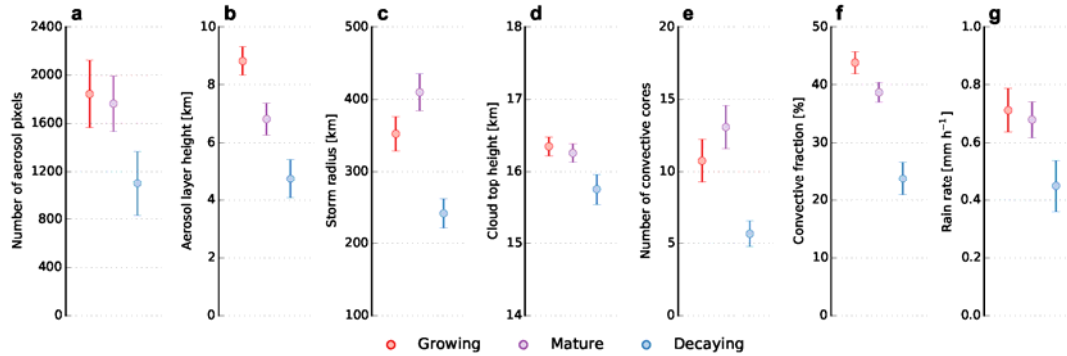 a
Number of aerosol pixels
2400
2000
1600
1200
800
400
0
b
Aerosol layer height [km]
10
8
6
4
2
0
c
Storm radius [km]
500
400
300
200
100
d
Cloud top height [km]
18
17
16
15
14
e
Number of convective cores
20
15
10
5
0
f
Convective fraction [%]
50
40
30
20
10
0
g
Rain rate [mm h⁻¹]
1.0
0.8
0.6
0.4
0.2
0.0
Growing Mature Decaying